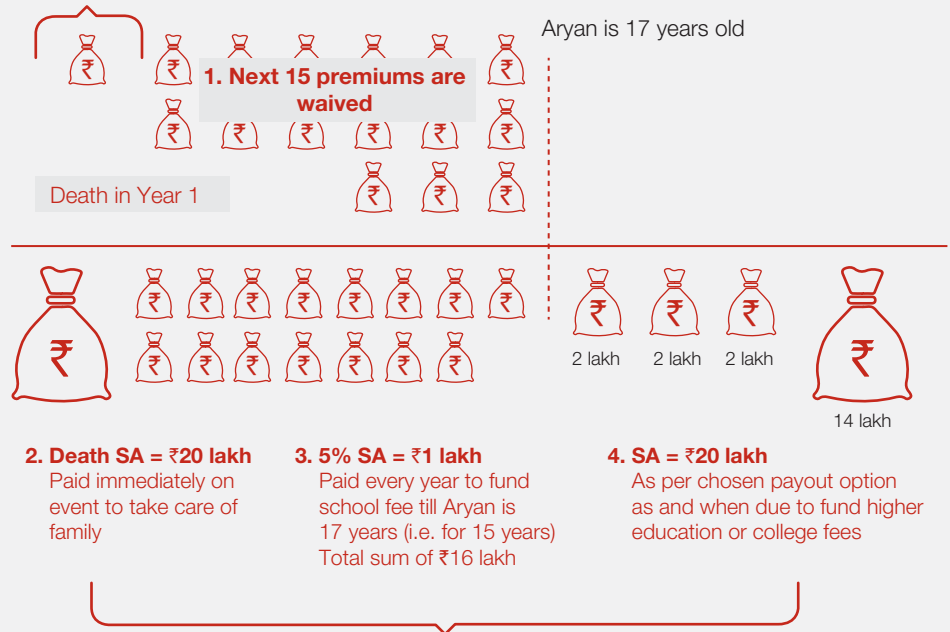 Aryan is 17 years old
₹ ₹ ₹
1. Next 15 premiums are
waived
₹ ₹ ₹ ₹ ₹ ₹
₹ ₹ ₹
Death in Year 1
₹ ₹ ₹ ₹ ₹ ₹ ₹ ₹
₹
₹ ₹ ₹ ₹ ₹ ₹ ₹
₹ ₹ ₹
₹
2 lakh 2 lakh 2 lakh
14 lakh
2. Death SA = ₹20 lakh
Paid immediately on
event to take care of
family
3. 5% SA = ₹1 lakh
Paid every year to fund
school fee till Aryan is
17 years (i.e. for 15 years)
Total sum of ₹16 lakh
4. SA = ₹20 lakh
As per chosen payout option
as and when due to fund higher
education or college fees